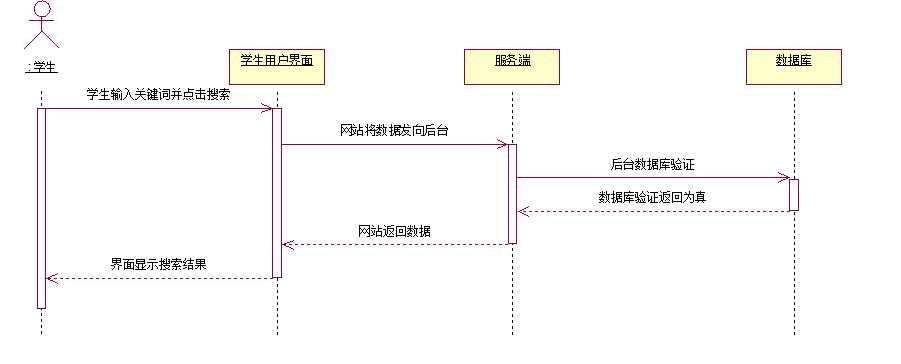 学生用户界面
服务端
数据库
:学生
学生输入关键词并点击搜索
网站将数据发向后台
后台数据库验证
数据库验证返回为真
网站返回数据
界面显示搜索结果